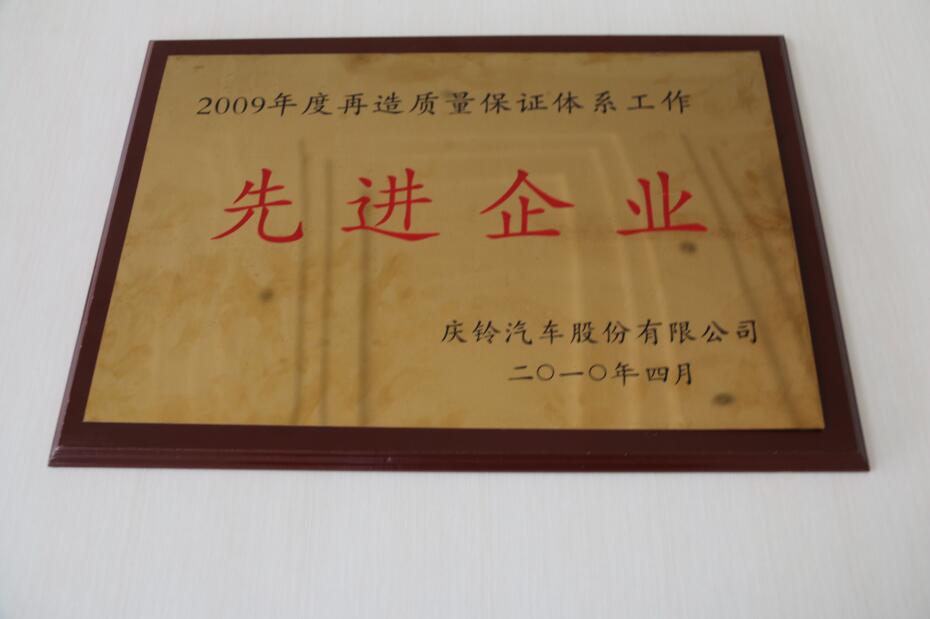 2009年度再造质量保证体系工作
先进企业
庆铃汽车股份有限公司
二〇一〇年四月